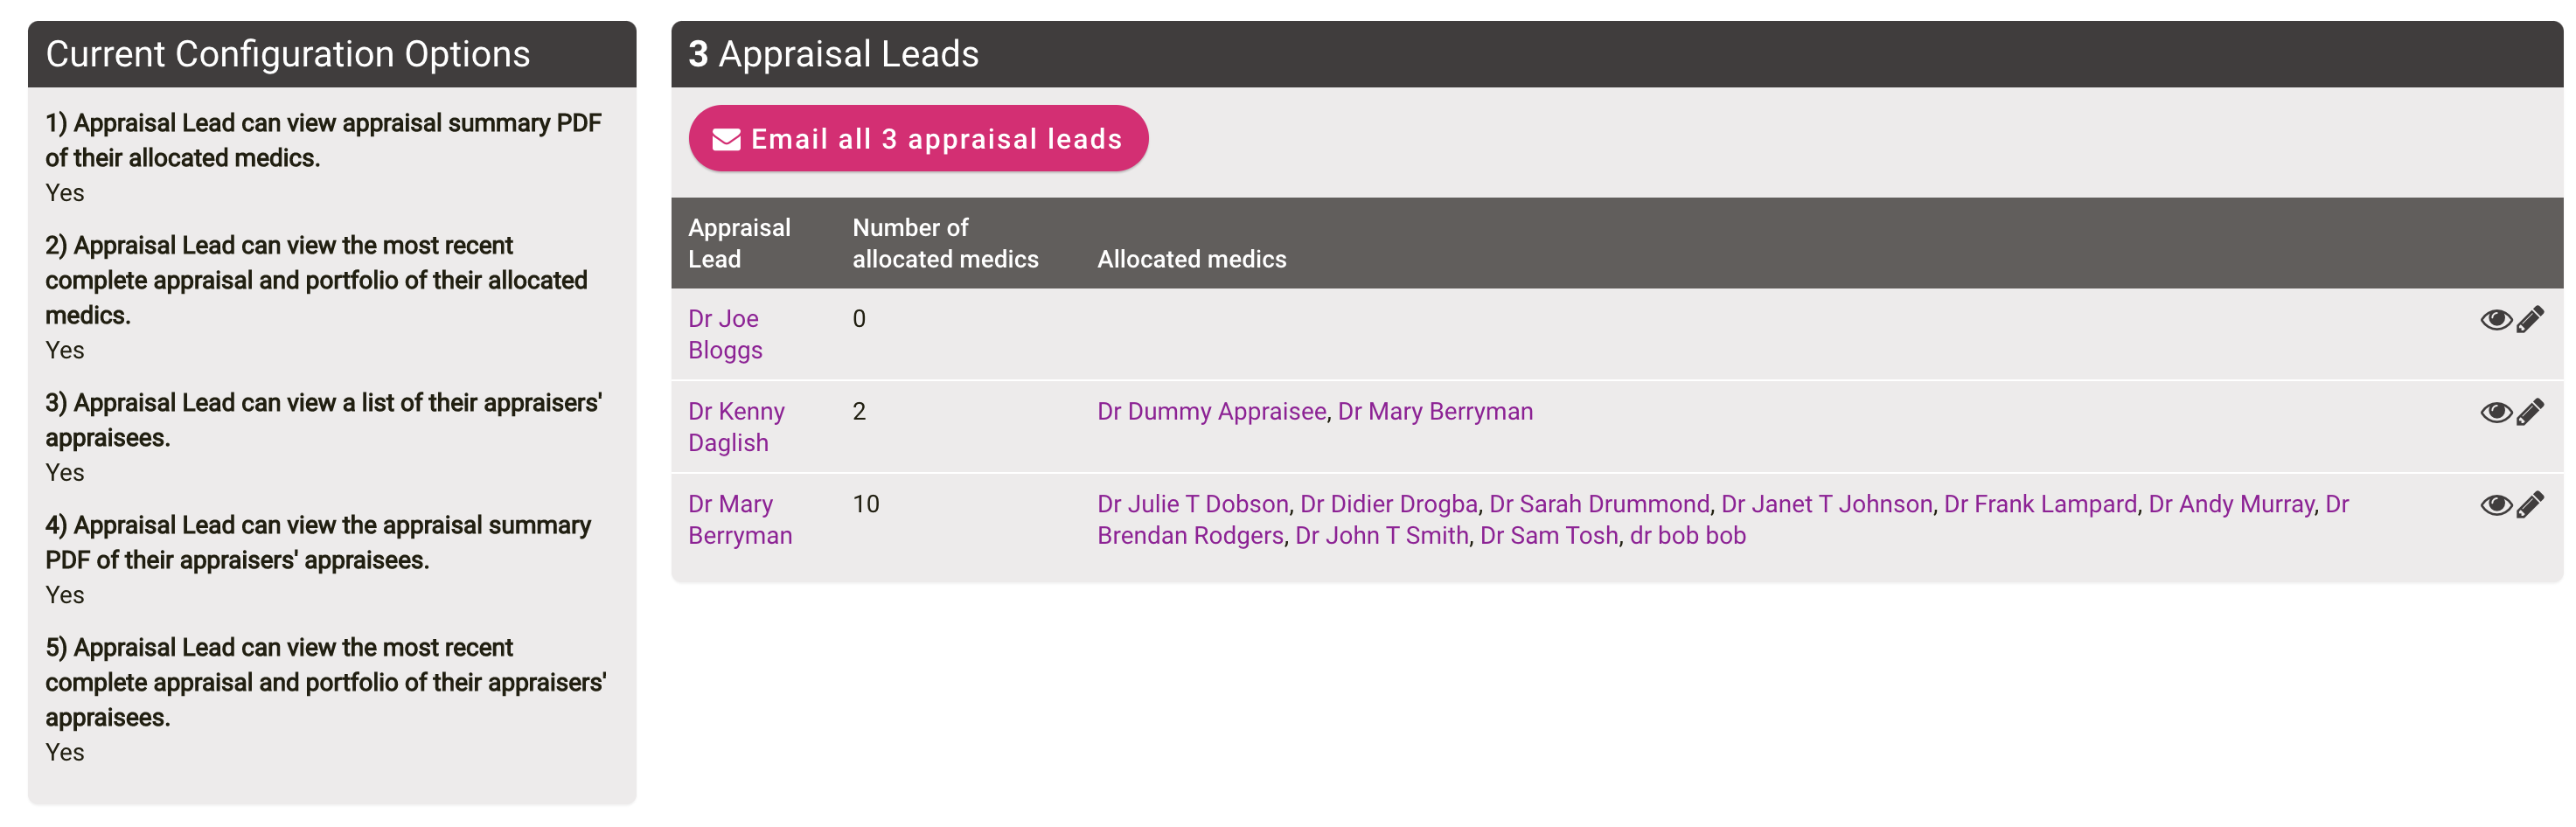 Current Configuration Options
1) Appraisal Lead can view appraisal summary PDF
of their allocated medics.
Yes
2) Appraisal Lead can view the most recent
complete appraisal and portfolio of their allocated
medics.
Yes
3) Appraisal Lead can view a list of their appraisers'
appraisees.
Yes
4) Appraisal Lead can view the appraisal summary
PDF of their appraisers' appraisees.
Yes
5) Appraisal Lead can view the most recent
complete appraisal and portfolio of their appraisers'
appraisees.
Yes
3 Appraisal Leads
Email all 3 appraisal leads
Appraisal
Lead
Number of
allocated medics
Allocated medics
Dr Joe
Bloggs
0
Dr Kenny
Daglish
2
Dr Dummy Appraisee, Dr Mary Berryman
Dr Mary
Berryman
10
Dr Julie T Dobson, Dr Didier Drogba, Dr Sarah Drummond, Dr Janet T Johnson, Dr Frank Lampard, Dr Andy Murray, Dr
Brendan Rodgers, Dr John T Smith, Dr Sam Tosh, dr bob bob